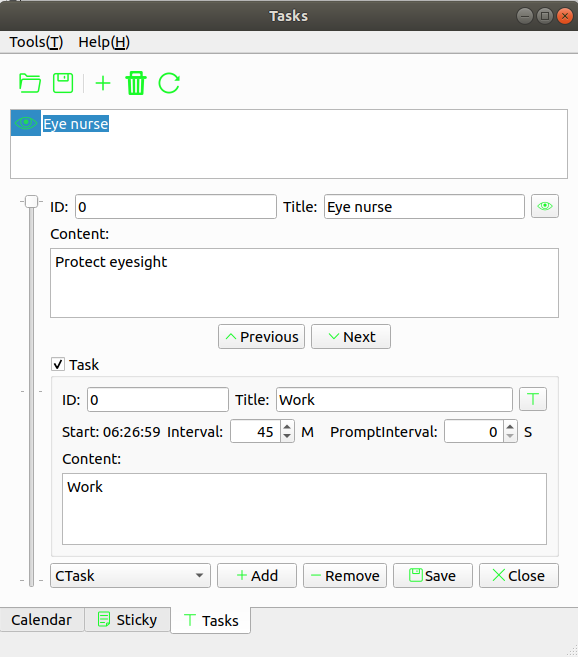 Tasks
Tools(T) Help(H)
Eye nurse
ID: 0 Title: Eye nurse
Content:
Protect eyesight
Previous Next
Task
ID: 0 Title: Work T
Start: 06:26:59 Interval: 45 M PromptInterval: 0 S
Content:
Work
CTask Add Remove Save Close
Calendar Sticky T Tasks